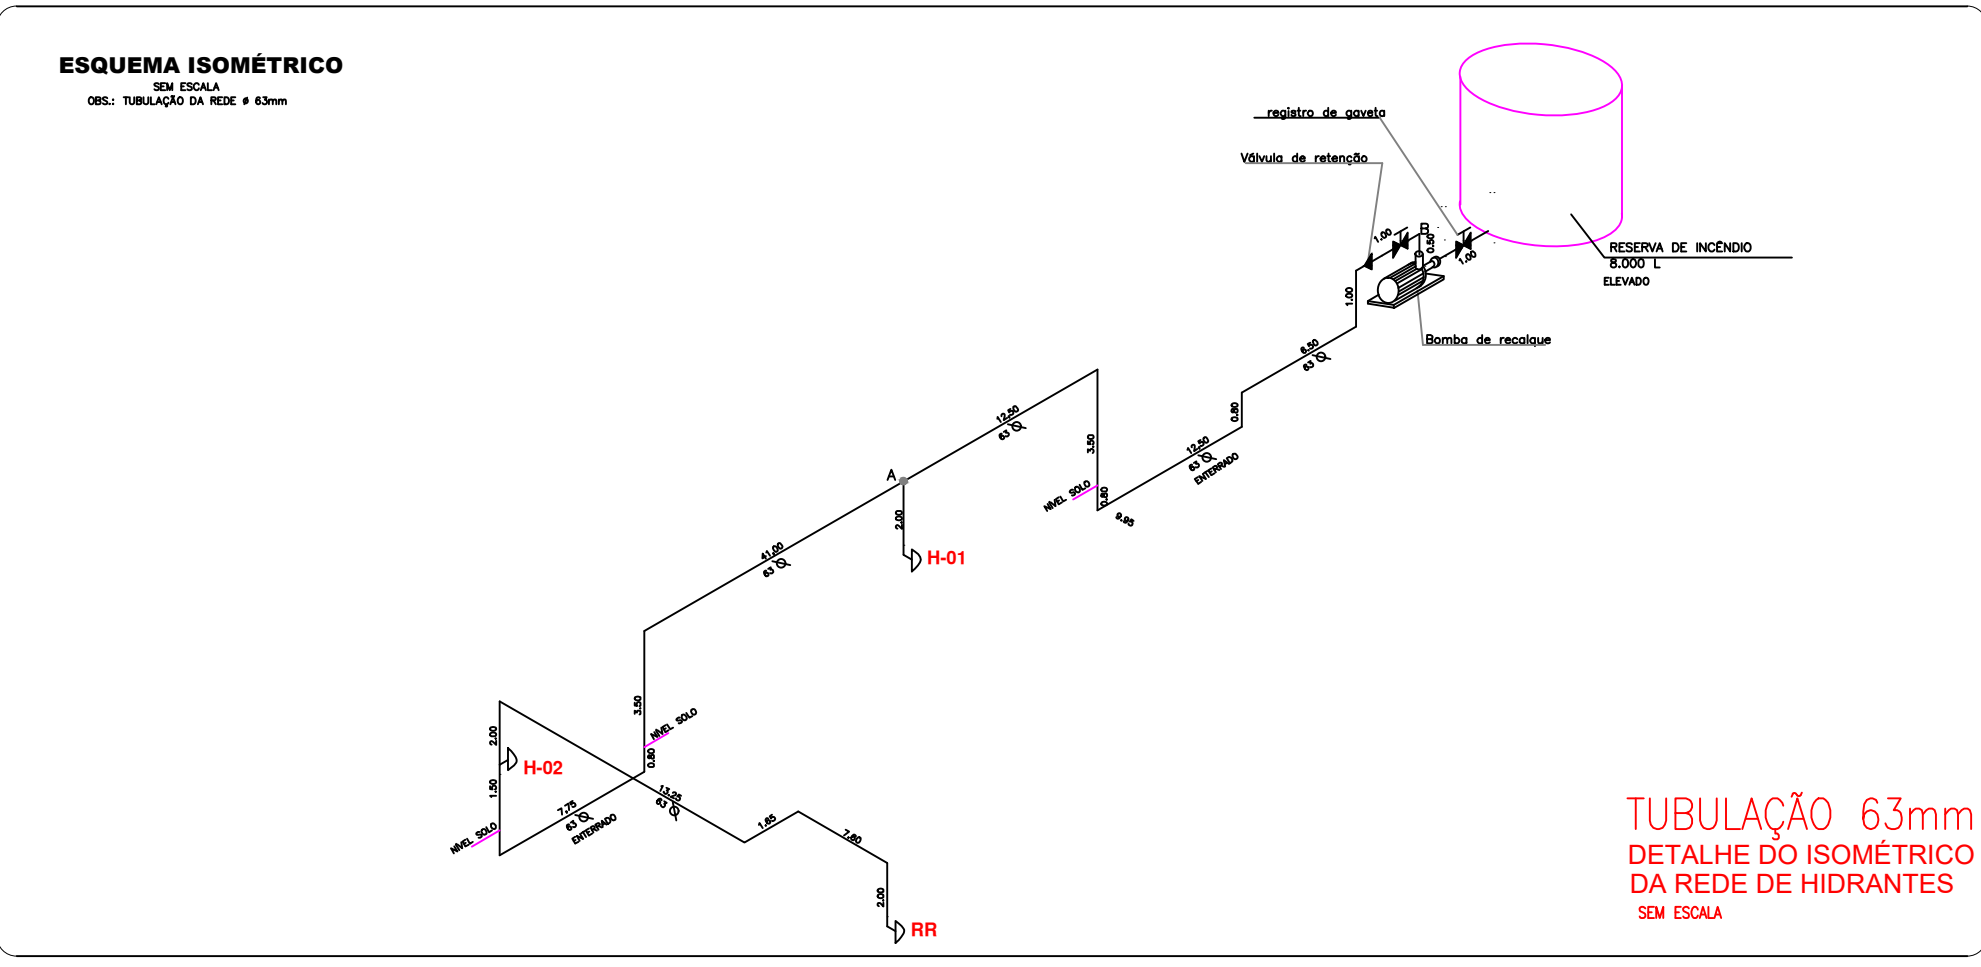 ESQUEMA ISOMÉTRICO
SEM ESCALA
OBS.: TUBULAÇÃO DA REDE ø 63mm
registro de gaveta
Válvula de retenção
1.00
B
0.50
1.00
RESERVA DE INCÊNDIO
8.000 L
ELEVADO
1.00
Bomba de recalque
6.50
63
0.80
12,50
63
12,50
63
ENTERRADO
3.50
NÍVEL SOLO
0.80
9.95
A
2.00
H-01
41,00
63
3.50
NÍVEL SOLO
0.80
2.00
H-02
1.50
7.75
63
ENTERRADO
NÍVEL SOLO
13.25
63
1.65
7.60
2.00
RR
TUBULAÇÃO 63mm
DETALHE DO ISOMÉTRICO
DA REDE DE HIDRANTES
SEM ESCALA